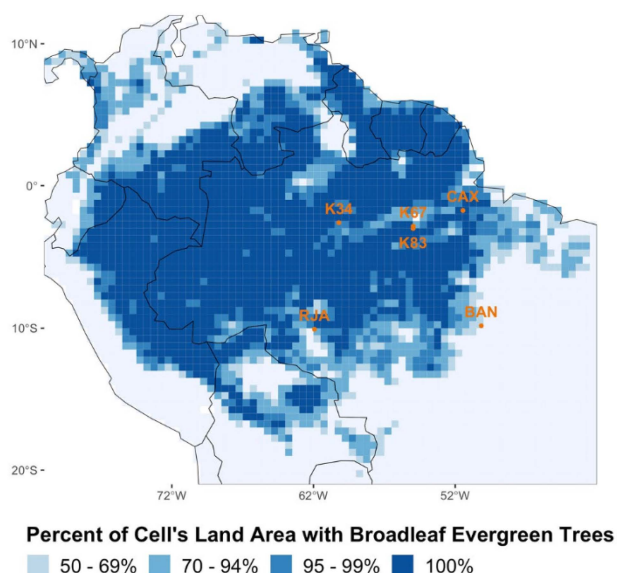 10°N
0°
K34
K67
CAX
K83
RJA
BAN
10°S
20°S
72°W 62°W 52°W
Percent of Cell's Land Area with Broadleaf Evergreen Trees
50 - 69% 70 - 94% 95 - 99% 100%